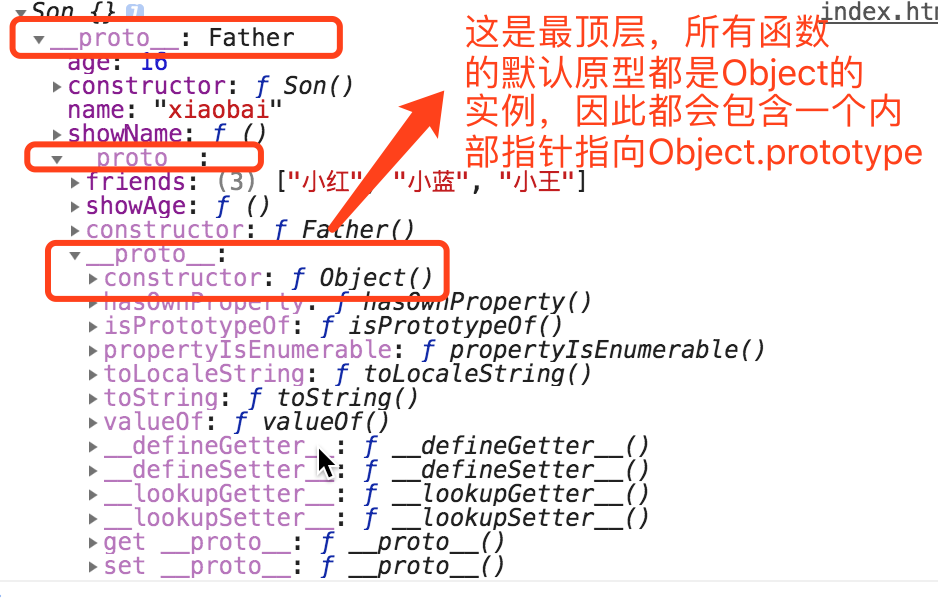 Son {} i
index.htm
__proto__: Father
age: 16
constructor: ƒ Son()
name: "xiaobai"
showName: ƒ ()
__proto__:
friends: (3) ["小红", "小蓝", "小王"]
showAge: ƒ ()
constructor: ƒ Father()
__proto__:
constructor: ƒ Object()
hasOwnProperty: ƒ hasOwnProperty()
isPrototypeOf: ƒ isPrototypeOf()
propertyIsEnumerable: ƒ propertyIsEnumerable()
toLocaleString: ƒ toLocaleString()
toString: ƒ toString()
valueOf: ƒ valueOf()
__defineGetter__: ƒ __defineGetter__()
__defineSetter__: ƒ __defineSetter__()
__lookupGetter__: ƒ __lookupGetter__()
__lookupSetter__: ƒ __lookupSetter__()
get __proto__: ƒ __proto__()
set __proto__: ƒ __proto__()
这是最顶层，所有函数
的默认原型都是Object的
实例，因此都会包含一个内
部指针指向Object.prototype